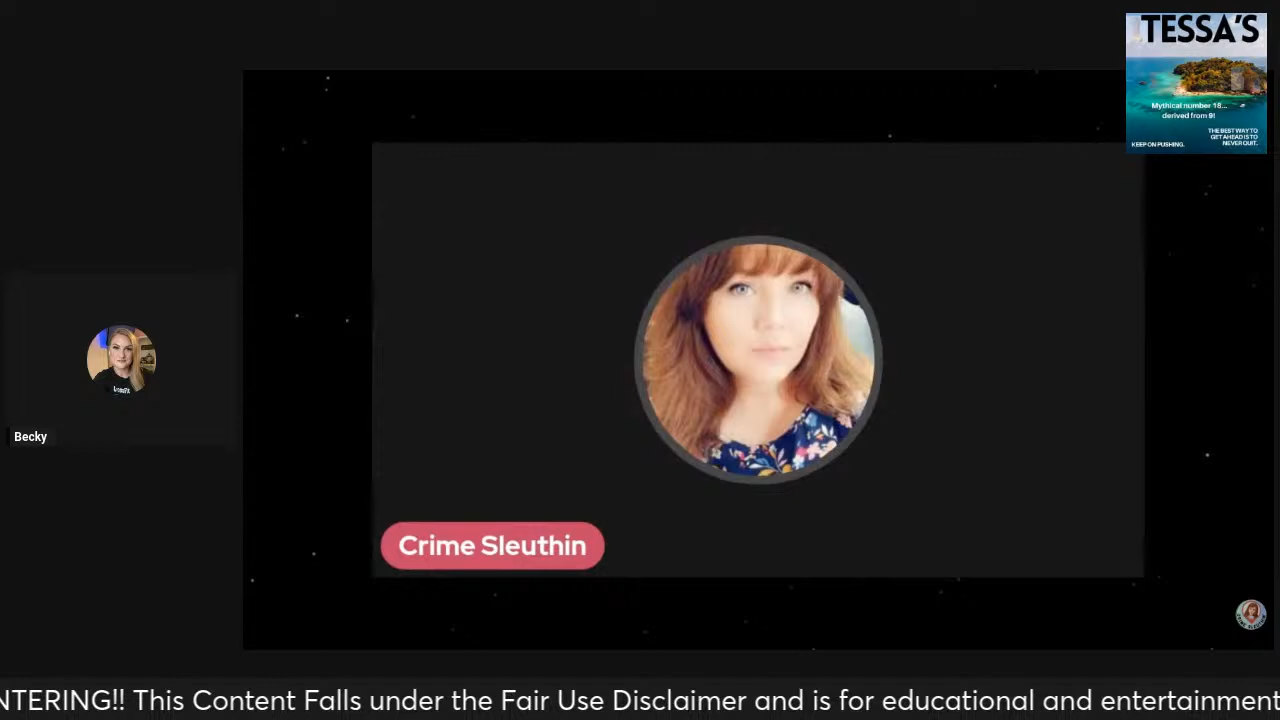 TESSA'S
Mythical number 18...
derived from 9!
THE BEST WAY TO
GET AHEAD IS TO
NEVER QUIT.
KEEP ON PUSHING.
Becky
Crime Sleuthin
NTERING!! This Content Falls under the Fair Use Disclaimer and is for educational and entertainment